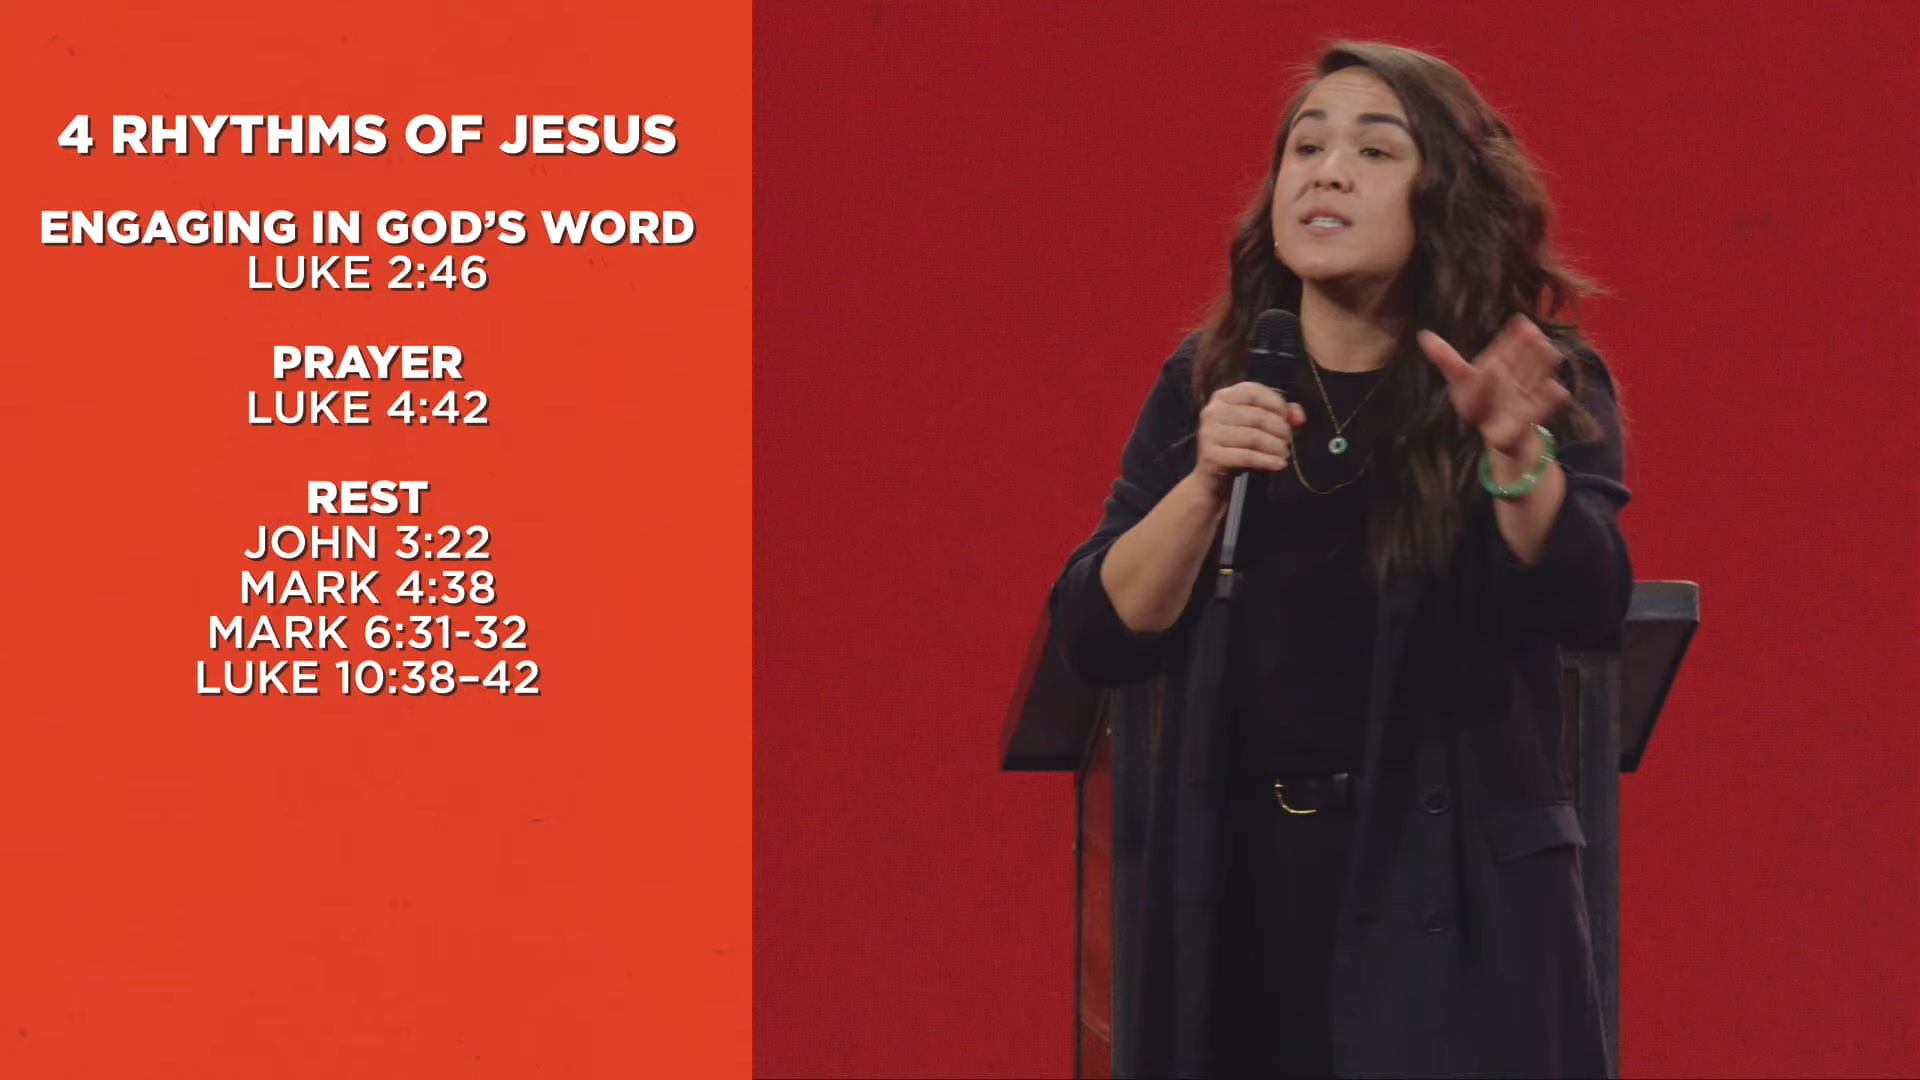 4 RHYTHMS OF JESUS
ENGAGING IN GOD’S WORD
LUKE 2:46
PRAYER
LUKE 4:42
REST
JOHN 3:22
MARK 4:38
MARK 6:31-32
LUKE 10:38–42